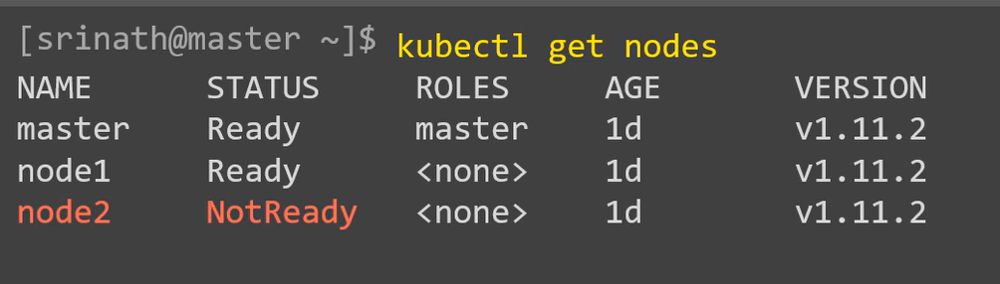 [srinath@master ~]$ kubectl get nodes
NAME STATUS ROLES AGE VERSION
master Ready master 1d v1.11.2
node1 Ready <none> 1d v1.11.2
node2 NotReady <none> 1d v1.11.2